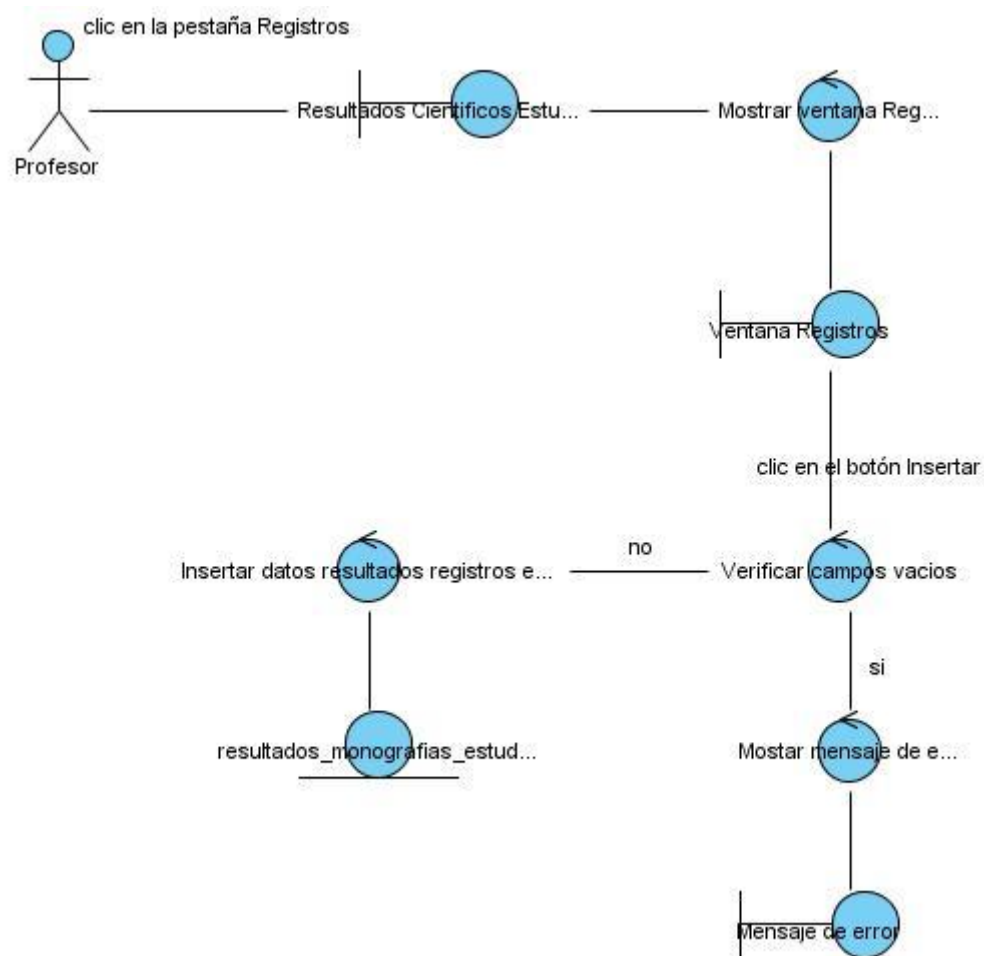 clic en la pestaña Registros
Profesor
Resultados Cientificos Estu...
Mostrar ventana Reg...
Ventana Registros
clic en el botón Insertar
Insertar datos resultados registros e...
no
Verificar campos vacios
si
resultados_monografias_estud...
Mostar mensaje de e...
Mensaje de error